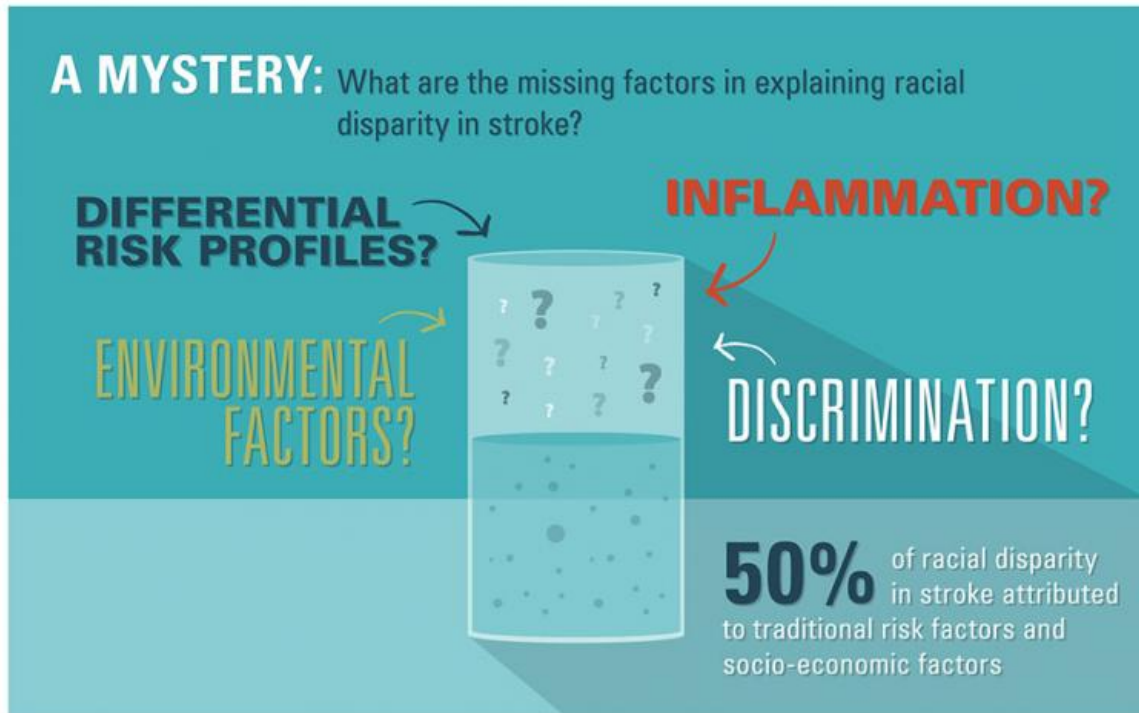 A MYSTERY: What are the missing factors in explaining racial
disparity in stroke?
DIFFERENTIAL
RISK PROFILES?
INFLAMMATION?
ENVIRONMENTAL
FACTORS?
DISCRIMINATION?
? ? ? ?
? ?
? ? ? ?
? ? ?
50% of racial disparity
in stroke attributed
to traditional risk factors and
socio-economic factors